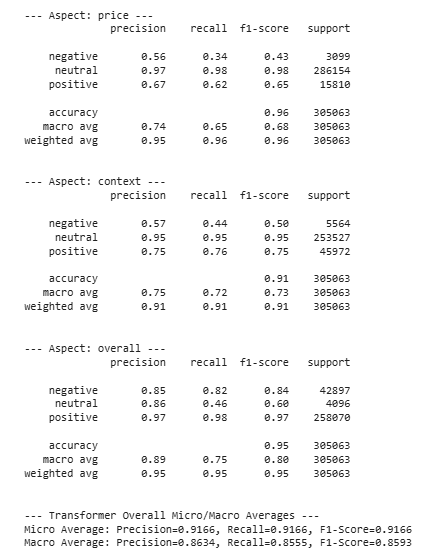 --- Aspect: price ---
precision recall f1-score support
negative 0.56 0.34 0.43 3099
neutral 0.97 0.98 0.98 286154
positive 0.67 0.62 0.65 15810
accuracy 0.96 305063
macro avg 0.74 0.65 0.68 305063
weighted avg 0.95 0.96 0.96 305063
--- Aspect: context ---
precision recall f1-score support
negative 0.57 0.44 0.50 5564
neutral 0.95 0.95 0.95 253527
positive 0.75 0.76 0.75 45972
accuracy 0.91 305063
macro avg 0.75 0.72 0.73 305063
weighted avg 0.91 0.91 0.91 305063
--- Aspect: overall ---
precision recall f1-score support
negative 0.85 0.82 0.84 42897
neutral 0.86 0.46 0.60 4096
positive 0.97 0.98 0.97 258070
accuracy 0.95 305063
macro avg 0.89 0.75 0.80 305063
weighted avg 0.95 0.95 0.95 305063
--- Transformer Overall Micro/Macro Averages ---
Micro Average: Precision=0.9166, Recall=0.9166, F1-Score=0.9166
Macro Average: Precision=0.8634, Recall=0.8555, F1-Score=0.8593